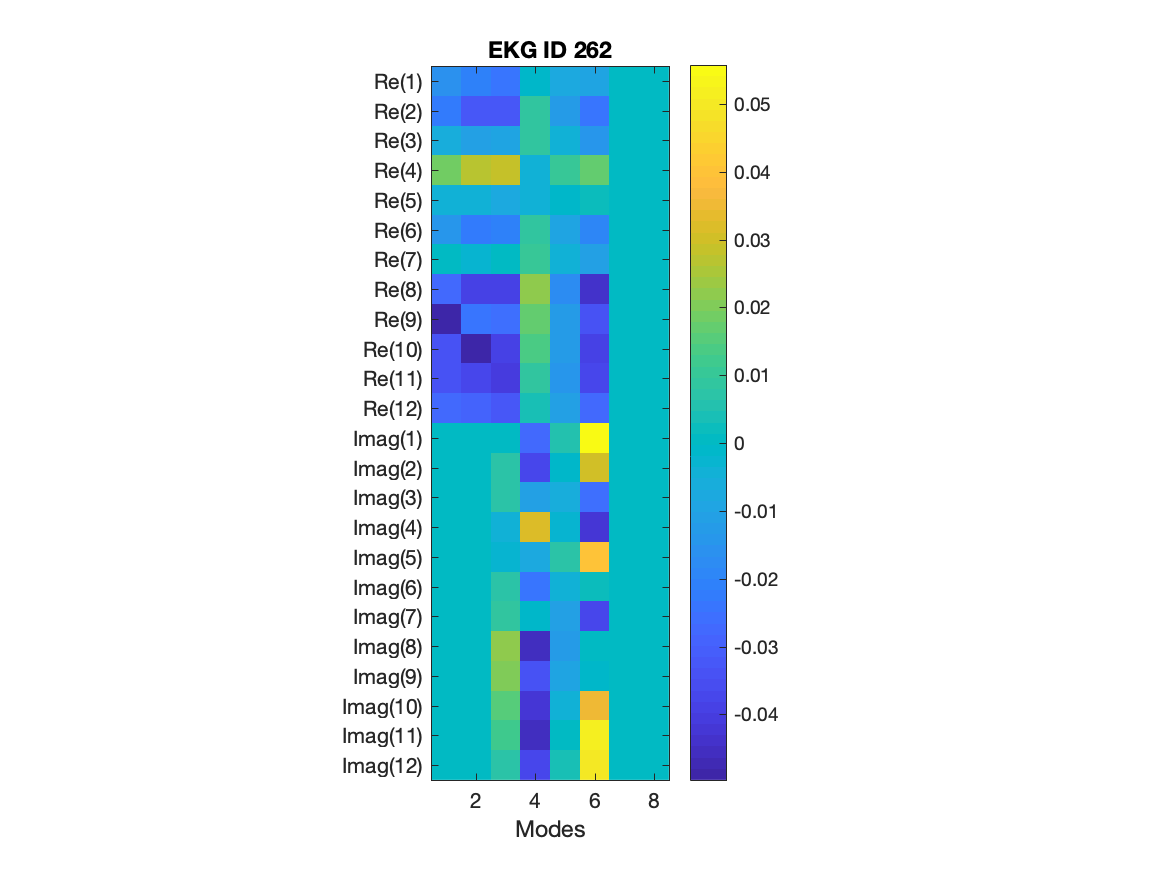 EKG ID 262
Re(1)
Re(2)
Re(3)
Re(4)
Re(5)
Re(6)
Re(7)
Re(8)
Re(9)
Re(10)
Re(11)
Re(12)
Imag(1)
Imag(2)
Imag(3)
Imag(4)
Imag(5)
Imag(6)
Imag(7)
Imag(8)
Imag(9)
Imag(10)
Imag(11)
Imag(12)
2 4 6 8
Modes
0.05
0.04
0.03
0.02
0.01
0
-0.01
-0.02
-0.03
-0.04